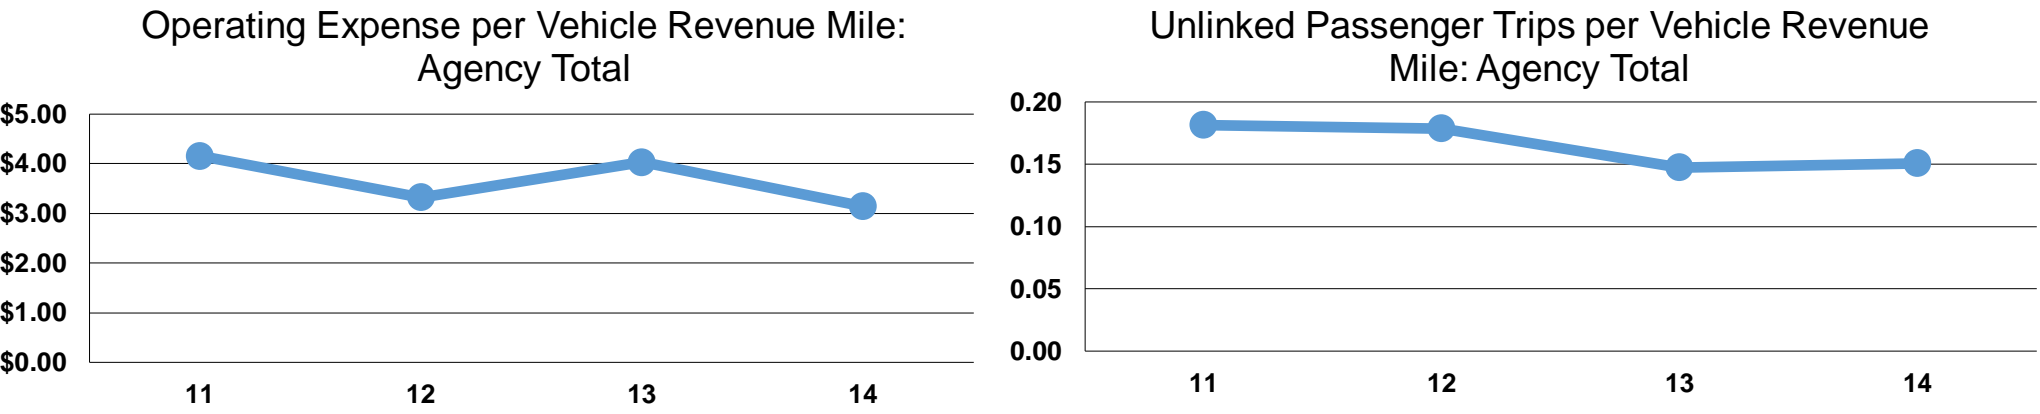 Operating Expense per Vehicle Revenue Mile:
Agency Total
$5.00
$4.00
$3.00
$2.00
$1.00
$0.00
11 12 13 14
Unlinked Passenger Trips per Vehicle Revenue
Mile: Agency Total
0.20
0.15
0.10
0.05
0.00
11 12 13 14